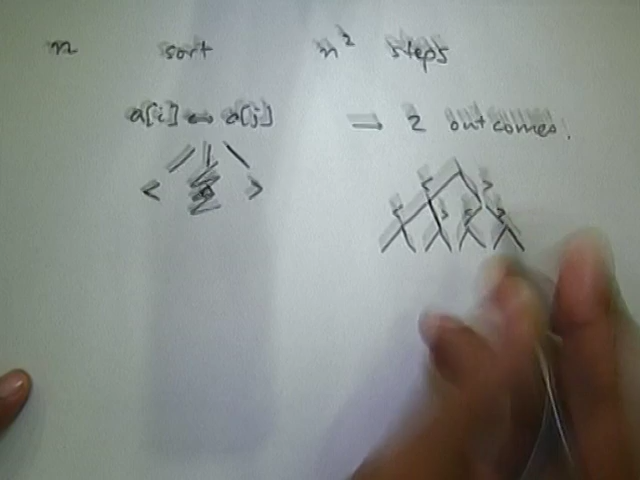 n sort n² steps
a[i] ↔ a[j] → 2 outcomes.
< >
< >
< > < >